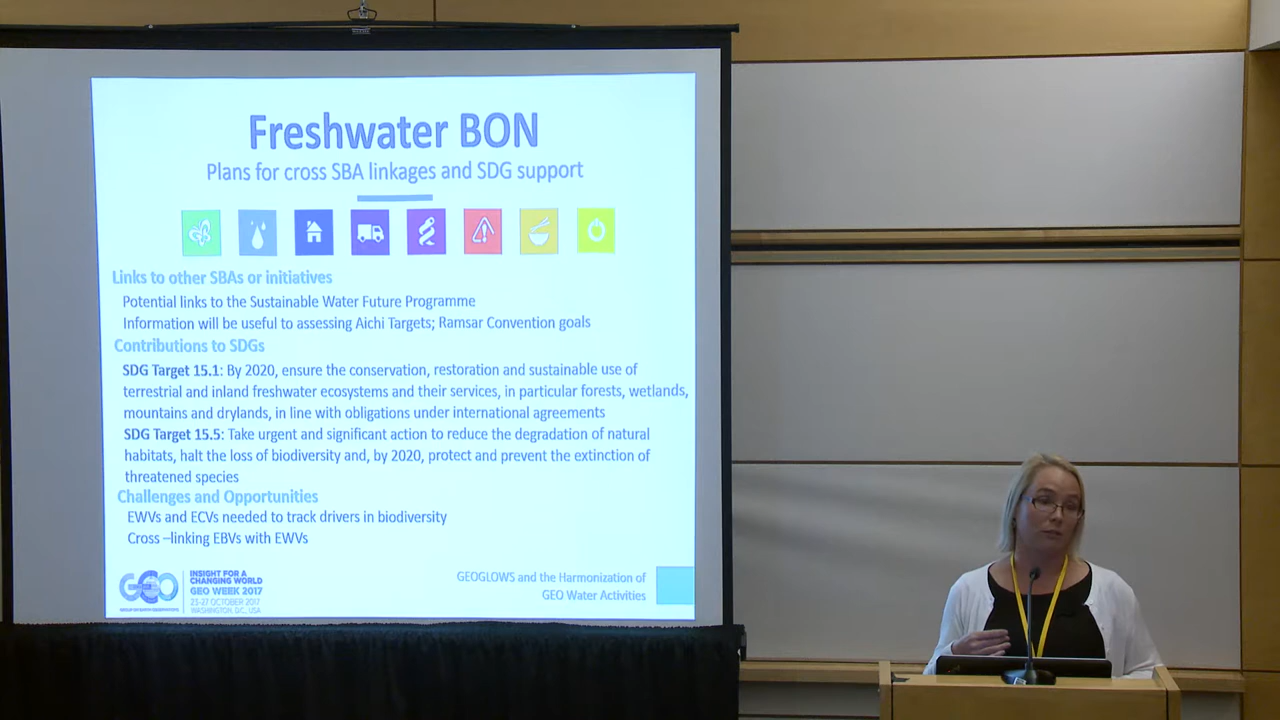 Freshwater BON
Plans for cross SBA linkages and SDG support
Links to other SBAs or initiatives
Potential links to the Sustainable Water Future Programme
Information will be useful to assessing Aichi Targets; Ramsar Convention goals
Contributions to SDGs
SDG Target 15.1: By 2020, ensure the conservation, restoration and sustainable use of
terrestrial and inland freshwater ecosystems and their services, in particular forests, wetlands,
mountains and drylands, in line with obligations under international agreements
SDG Target 15.5: Take urgent and significant action to reduce the degradation of natural
habitats, halt the loss of biodiversity and, by 2020, protect and prevent the extinction of
threatened species
Challenges and Opportunities
EWVs and ECVs needed to track drivers in biodiversity
Cross –linking EBVs with EWVs
GEO
INSIGHT FOR A
CHANGING WORLD
GEO WEEK 2017
23-27 OCTOBER 2017
WASHINGTON, D.C., USA
GEOGLOWS and the Harmonization of
GEO Water Activities